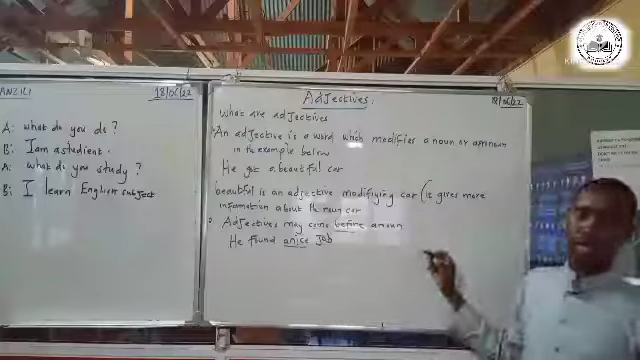 ANZILI 18/06/22
A: what do you do?
B: I am a student.
A: what do you study?
B: I learn English subject
Adjectives. 18/06/22
What are adjectives
An adjective is a word which modifies a noun or a pronoun
in the example below
He got a beautiful car
beautiful is an adjective modifiying car (it gives more
information about the noun car
Adjectives may come before a noun
He found a nice Job